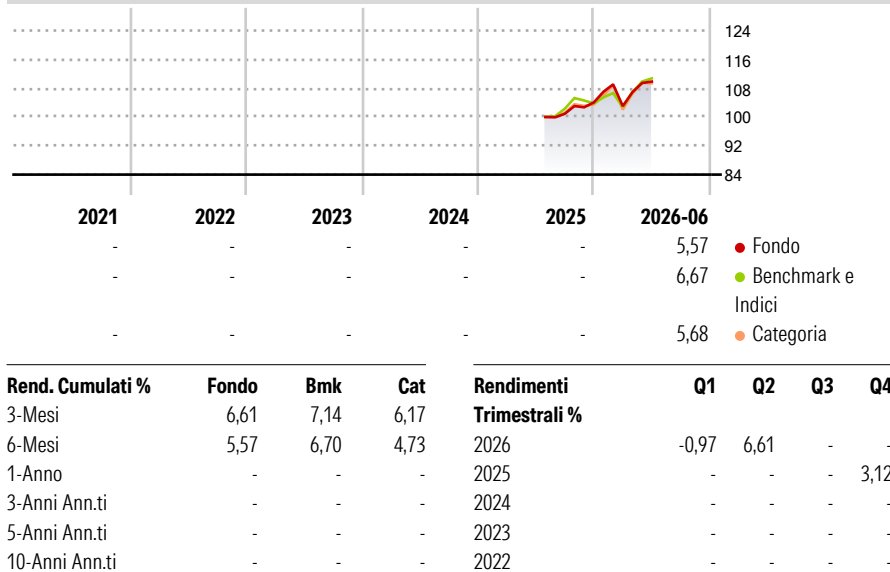 124
116
108
100
92
84
2021 2022 2023 2024 2025 2026-06
- - - - - 5,57 Fondo
- - - - - 6,67 Benchmark e
Indici
- - - - - 5,68 Categoria
Rend. Cumulati % Fondo Bmk Cat
3-Mesi 6,61 7,14 6,17
6-Mesi 5,57 6,70 4,73
1-Anno - - -
3-Anni Ann.ti - - -
5-Anni Ann.ti - - -
10-Anni Ann.ti - - -
Rendimenti Q1 Q2 Q3 Q4
Trimestrali %
2026 -0,97 6,61 - -
2025 - - - 3,12
2024 - - - -
2023 - - - -
2022 - - - -